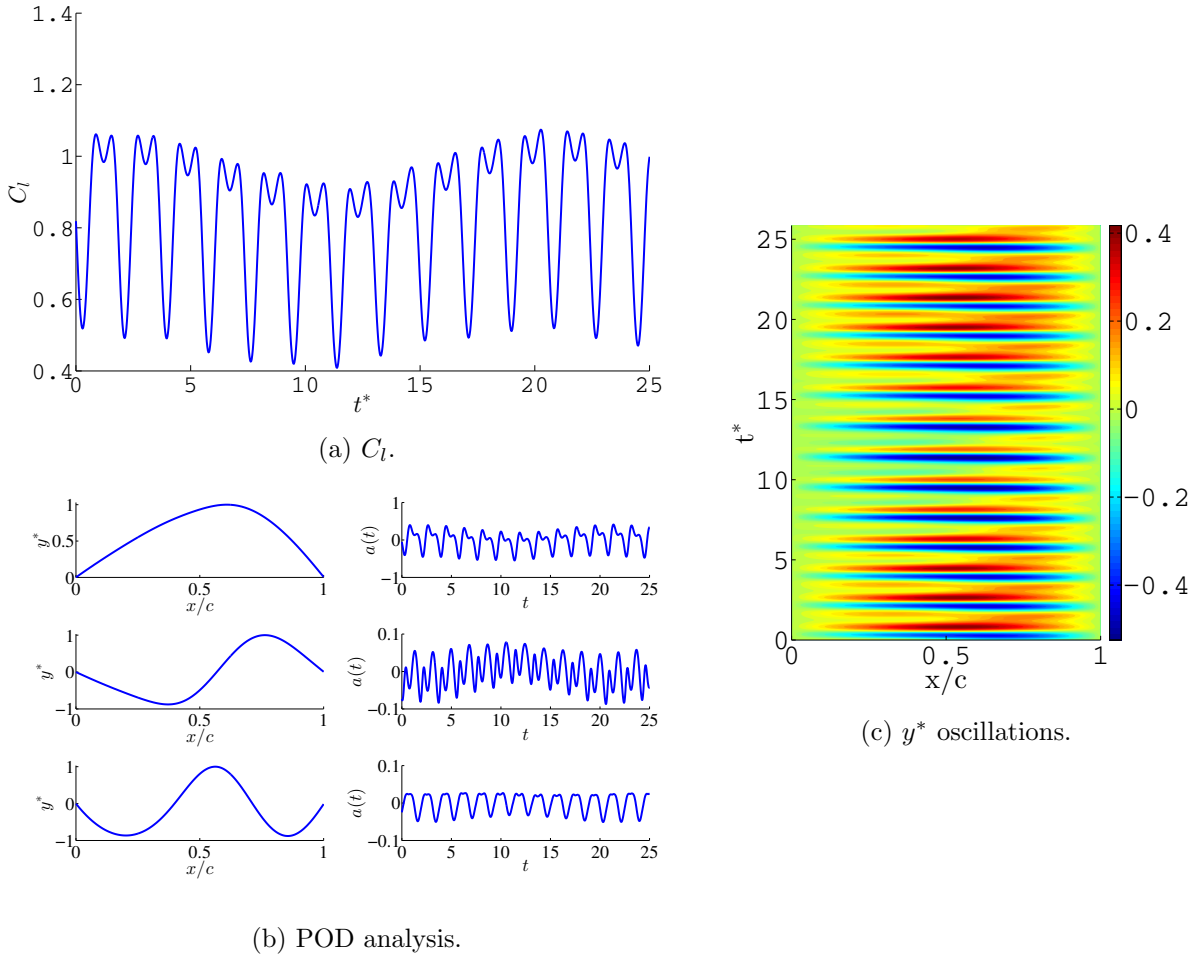 1.4
1.2
1
0.8
0.6
0.4
C_l
0 5 10 15 20 25
t*
(a) C_l.
1
0.5
0
y*
0 0.5 1
x/c
1
0
−1
a(t)
0 5 10 15 20 25
t
1
0
−1
y*
0 0.5 1
x/c
0.1
0
−0.1
a(t)
0 5 10 15 20 25
t
1
0
−1
y*
0 0.5 1
x/c
0.1
0
−0.1
a(t)
0 5 10 15 20 25
t
(b) POD analysis.
25
20
15
10
5
0
t*
0 0.5 1
x/c
0.4
0.2
0
−0.2
−0.4
(c) y* oscillations.